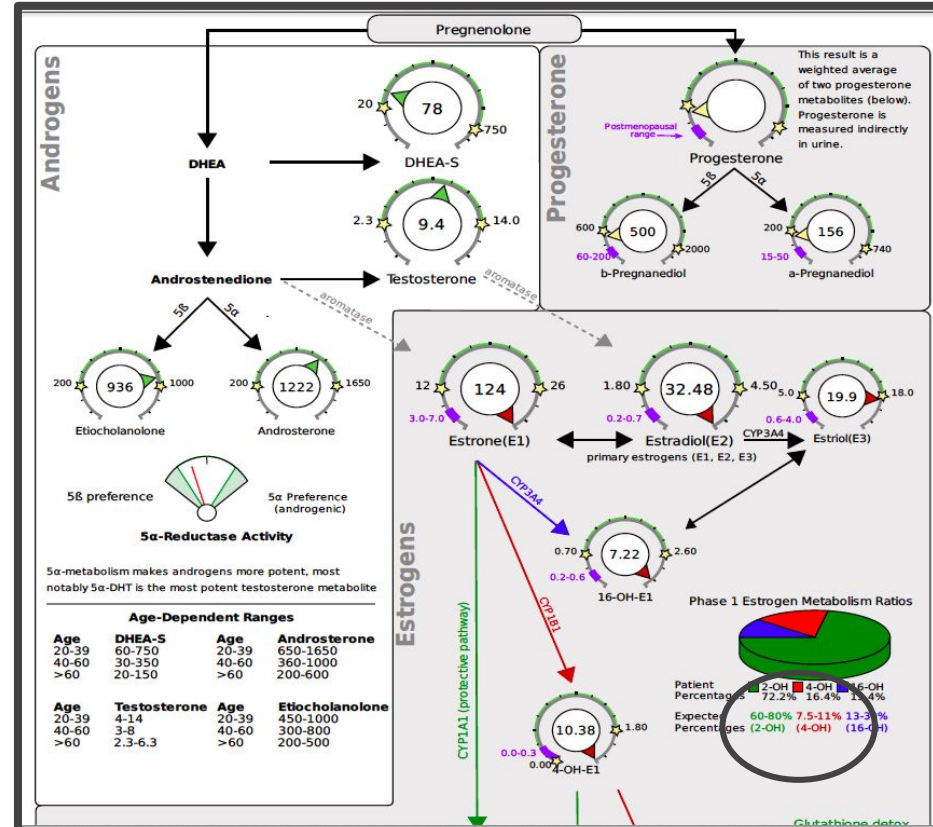 Pregnenolone
Androgens
20
78
750
DHEA-S
DHEA
2.3
9.4
14.0
Testosterone
Androstenedione
aromatase
aromatase
5ß
5α
200
936
1000
Etiocholanolone
200
1222
1650
Androsterone
5ß preference
5α Preference
(androgenic)
5α-Reductase Activity
5α-metabolism makes androgens more potent, most
notably 5α-DHT is the most potent testosterone metabolite
Age-Dependent Ranges
Age DHEA-S Age Androsterone
20-39 60-750 20-39 650-1650
40-60 30-350 40-60 360-1000
>60 20-150 >60 200-600
Age Testosterone Age Etiocholanolone
20-39 4-14 20-39 450-1000
40-60 3-8 40-60 300-800
>60 2.3-6.3 >60 200-500
Progesterone
This result is a
weighted average
of two progesterone
metabolites (below).
Progesterone is
measured indirectly
in urine.
Postmenopausal
range
Progesterone
5ß
5α
600
500
2000
60-200
b-Pregnanediol
200
156
740
15-50
a-Pregnanediol
Estrogens
12
124
26
3.0-7.0
Estrone(E1)
1.80
32.48
4.50
0.2-0.7
Estradiol(E2)
CYP3A4
5.0
19.9
18.0
0.6-4.0
Estriol(E3)
primary estrogens (E1, E2, E3)
CYP3A4
0.70
7.22
2.60
0.2-0.6
16-OH-E1
CYP1B1
CYP1A1 (protective pathway)
10.38
1.80
0.0-0.3
0.00
4-OH-E1
Phase 1 Estrogen Metabolism Ratios
Patient 2-OH 4-OH 16-OH
Percentages 72.2% 16.4%
Expected 60-80% 7.5-11%
Percentages (2-OH) (4-OH) (16-OH)
Glutathione detox